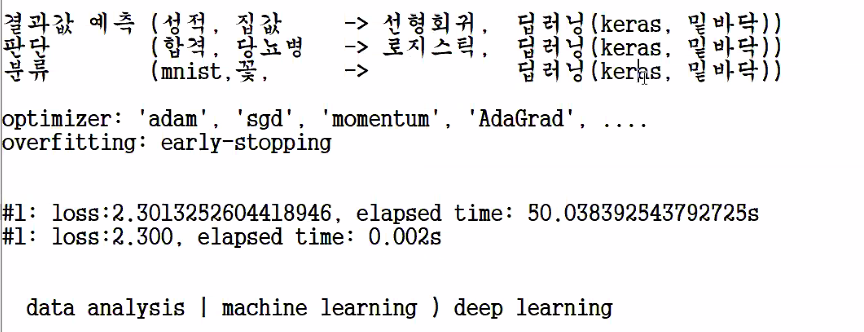 결과값 예측 (성적, 집값 -> 선형회귀, 딥러닝(keras, 밑바닥))
판단 (합격, 당뇨병 -> 로지스틱, 딥러닝(keras, 밑바닥))
분류 (mnist,꽃, -> 딥러닝(keras, 밑바닥))
optimizer: 'adam', 'sgd', 'momentum', 'AdaGrad', ....
overfitting: early-stopping
#1: loss:2.3013252604418946, elapsed time: 50.038392543792725s
#1: loss:2.300, elapsed time: 0.002s
data analysis | machine learning ) deep learning